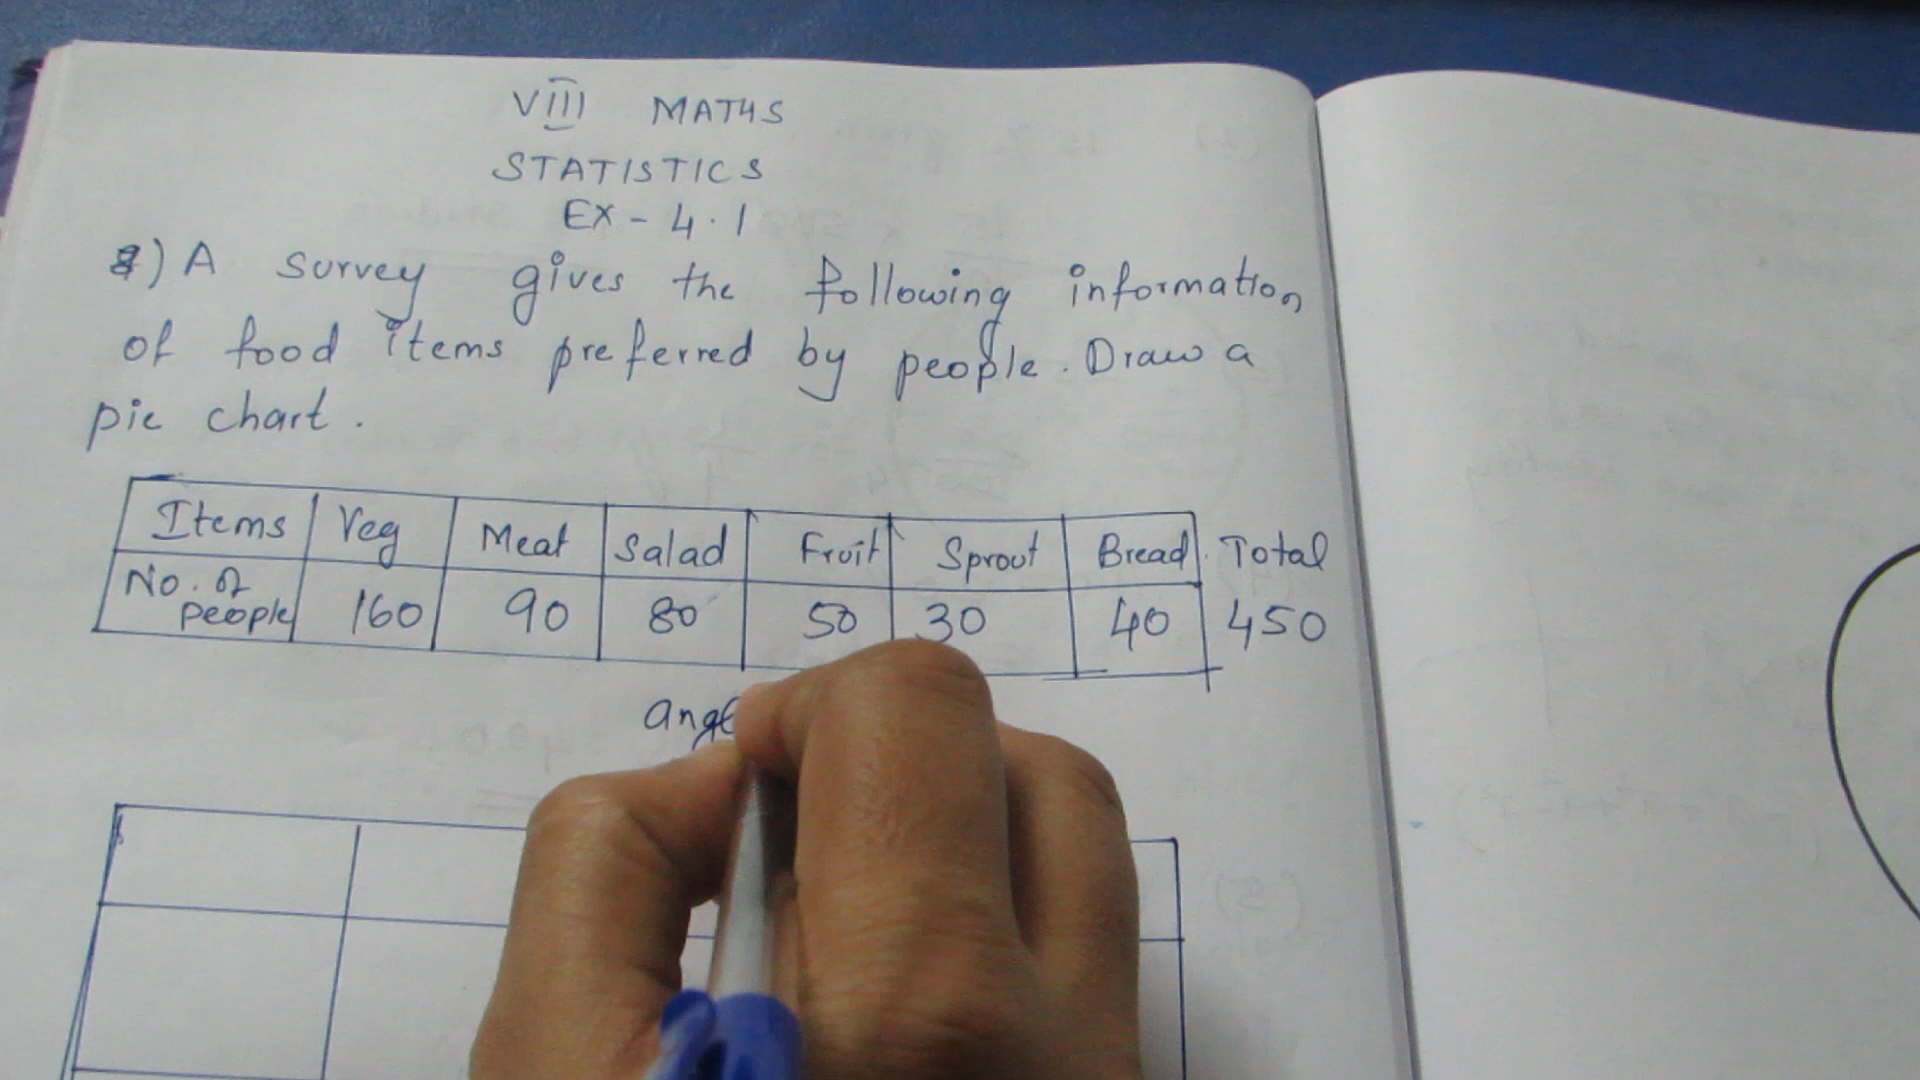 VIII MATHS
STATISTICS
EX - 4.1
) A survey gives the following information
of food items preferred by people. Draw a
pie chart.
Items Veg Meat Salad Fruit Sprout Bread Total
No. of people 160 90 80 50 30 40 450